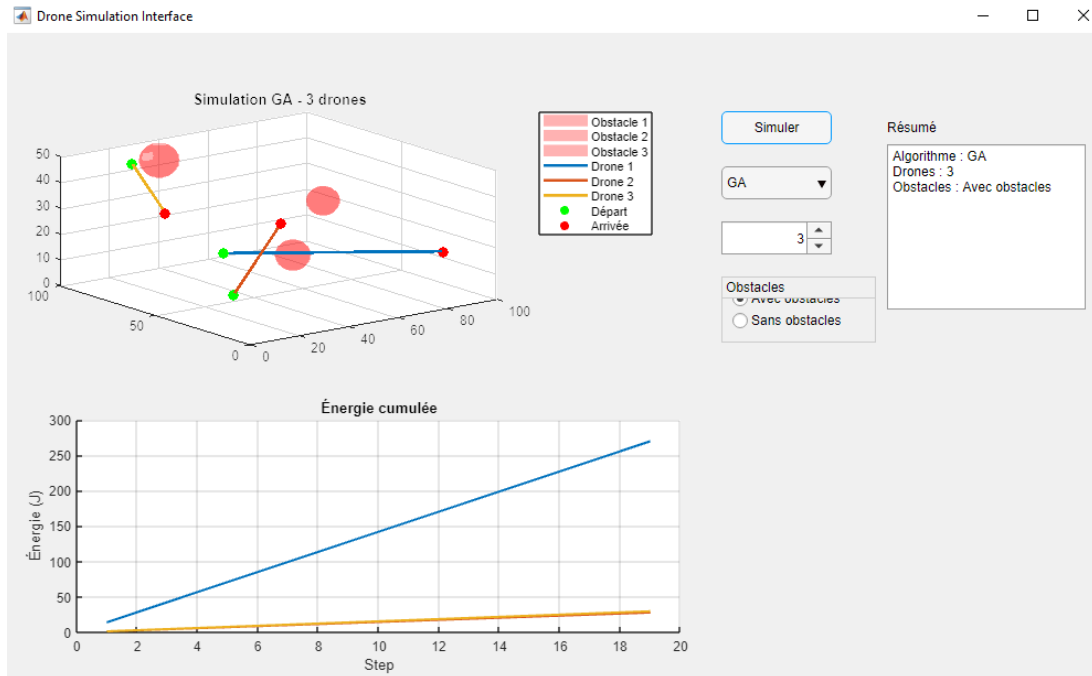 Drone Simulation Interface
Simulation GA - 3 drones
50
40
30
20
10
0
100
50
0
0
20
40
60
80
100
Obstacle 1
Obstacle 2
Obstacle 3
Drone 1
Drone 2
Drone 3
Départ
Arrivée
Simuler
GA
3
Obstacles
Avec obstacles
Sans obstacles
Résumé
Algorithme : GA
Drones : 3
Obstacles : Avec obstacles
Énergie cumulée
300
250
200
150
100
50
0
Énergie (J)
0 2 4 6 8 10 12 14 16 18 20
Step